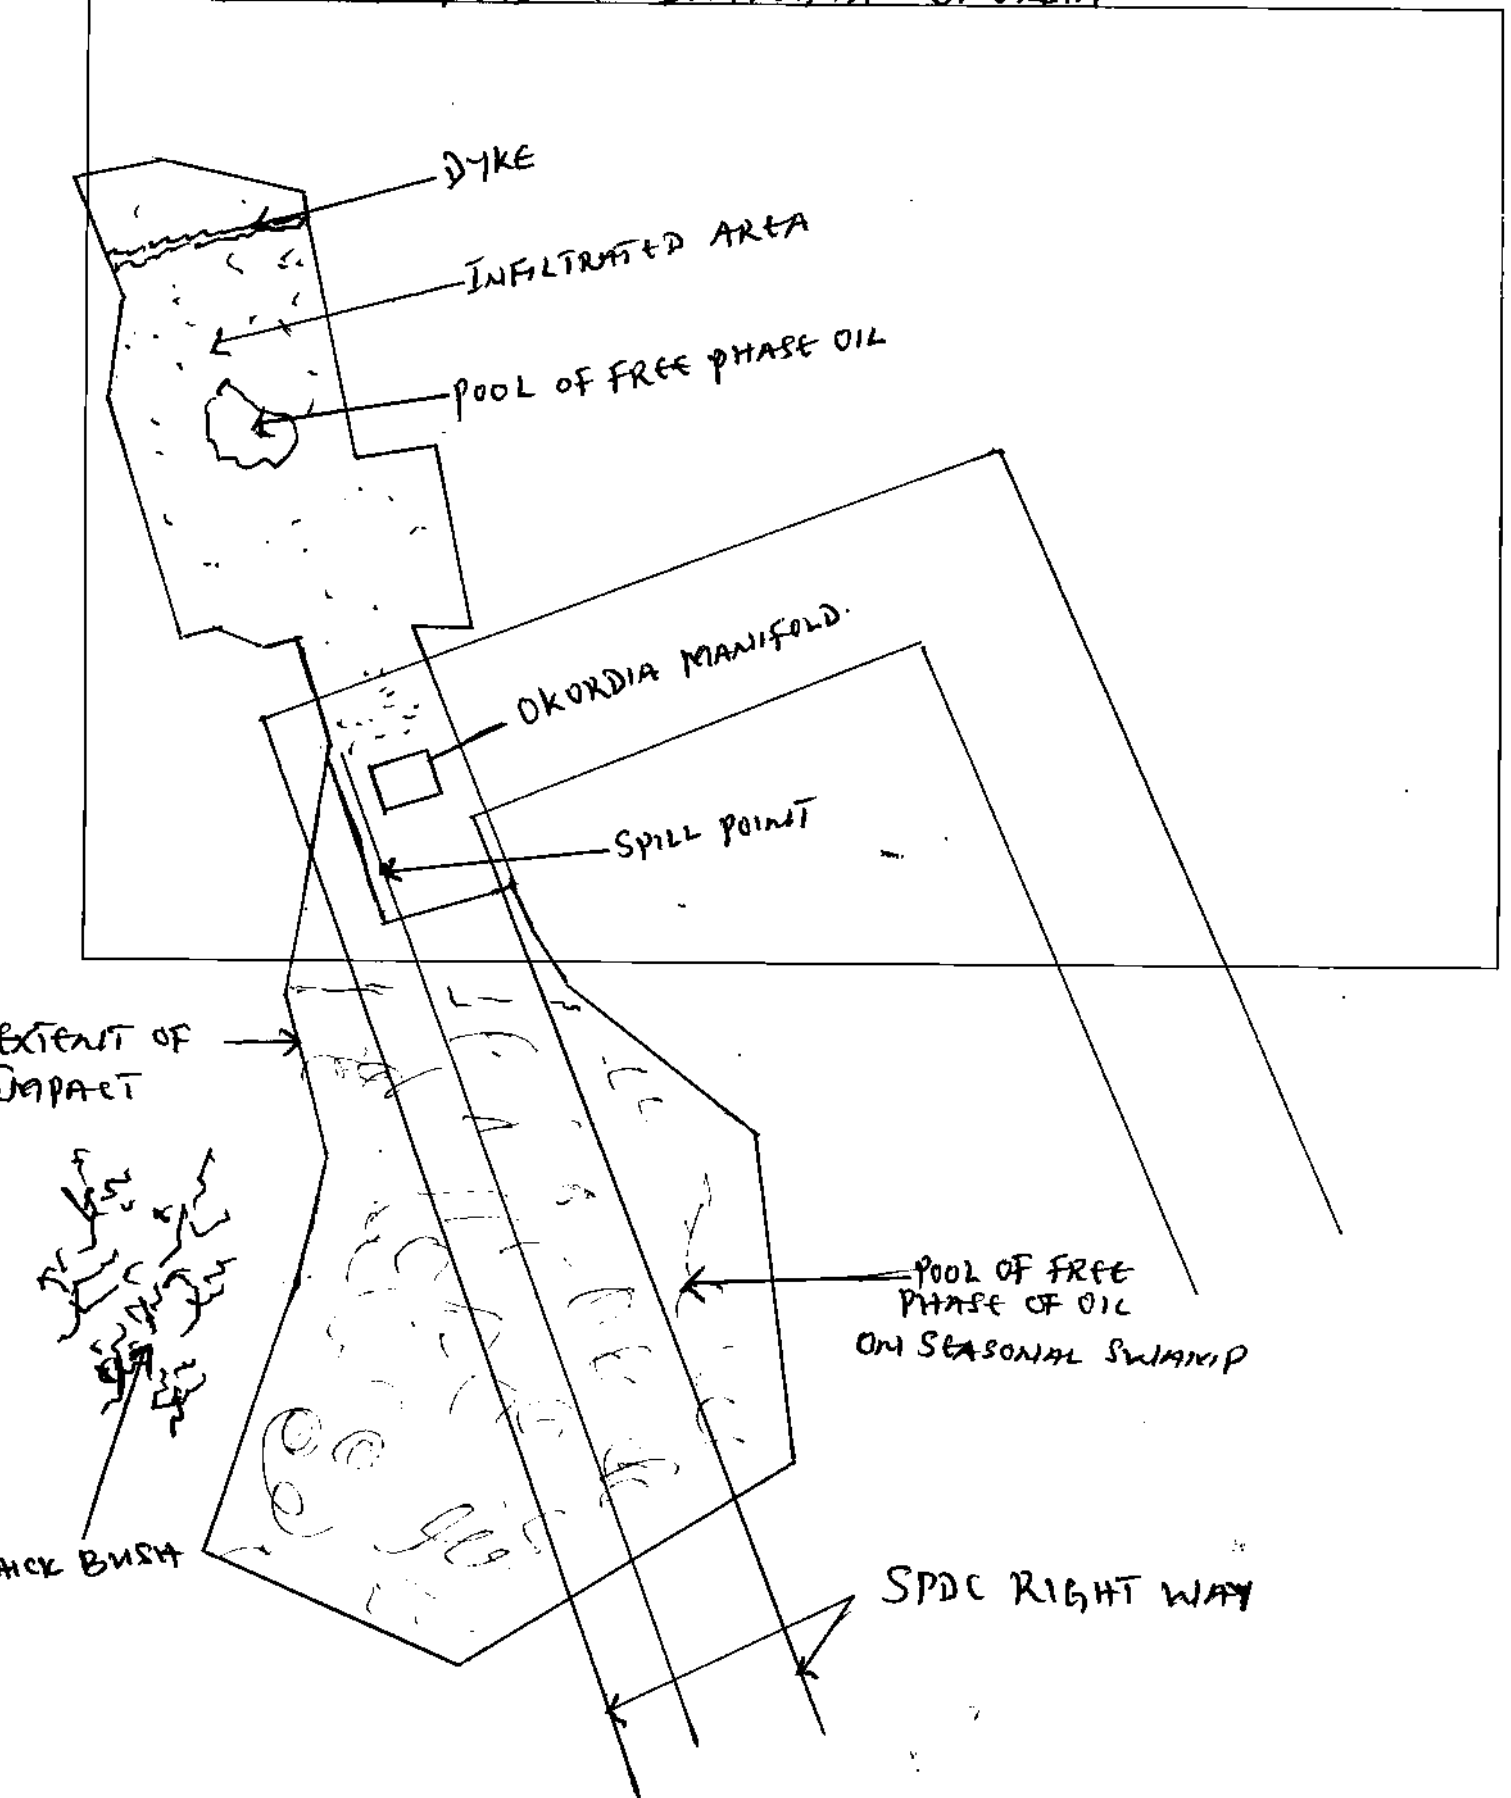 DYKE
INFILTRATED AREA
POOL OF FREE PHASE OIL
OKORDIA MANIFOLD.
SPILL POINT
EXTENT OF
IMPACT
POOL OF FREE
PHASE OF OIL
ON SEASONAL SWAMP
HICK BUSH
SPDC RIGHT WAY